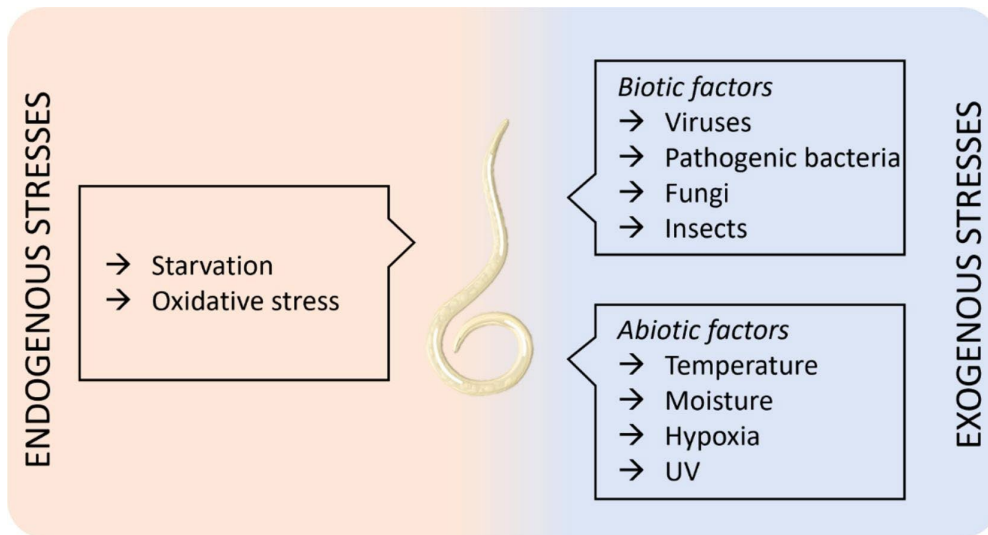 ENDOGENOUS STRESSES
→ Starvation
→ Oxidative stress
Biotic factors
→ Viruses
→ Pathogenic bacteria
→ Fungi
→ Insects
Abiotic factors
→ Temperature
→ Moisture
→ Hypoxia
→ UV
EXOGENOUS STRESSES